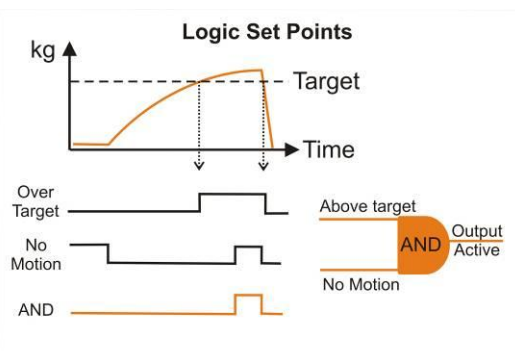 Logic Set Points
kg
Target
Time
Over
Target
No
Motion
AND
Above target
AND
Output
Active
No Motion